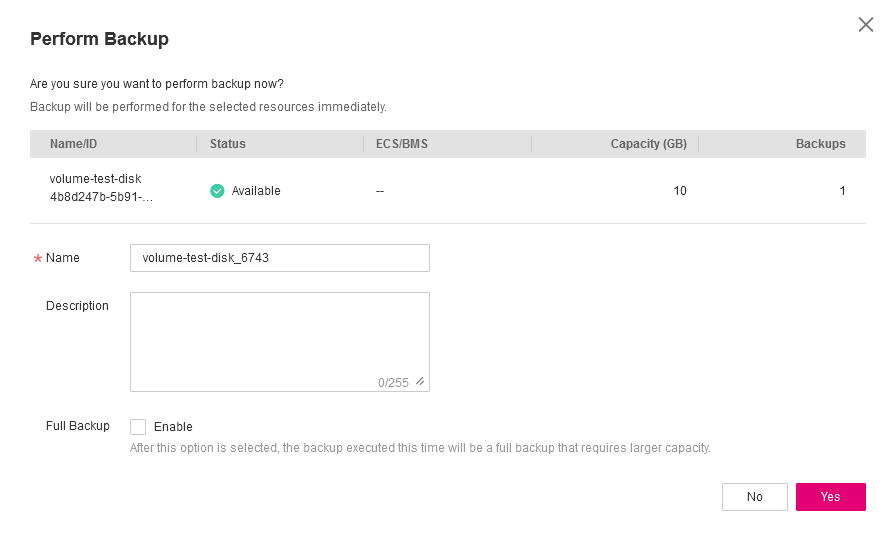 Perform Backup
Are you sure you want to perform backup now?
Backup will be performed for the selected resources immediately.
Name/ID Status ECS/BMS Capacity (GB) Backups
volume-test-disk
4b8d247b-5b91-...
Available -- 10 1
* Name volume-test-disk_6743
Description
0/255
Full Backup Enable
After this option is selected, the backup executed this time will be a full backup that requires larger capacity.
No Yes